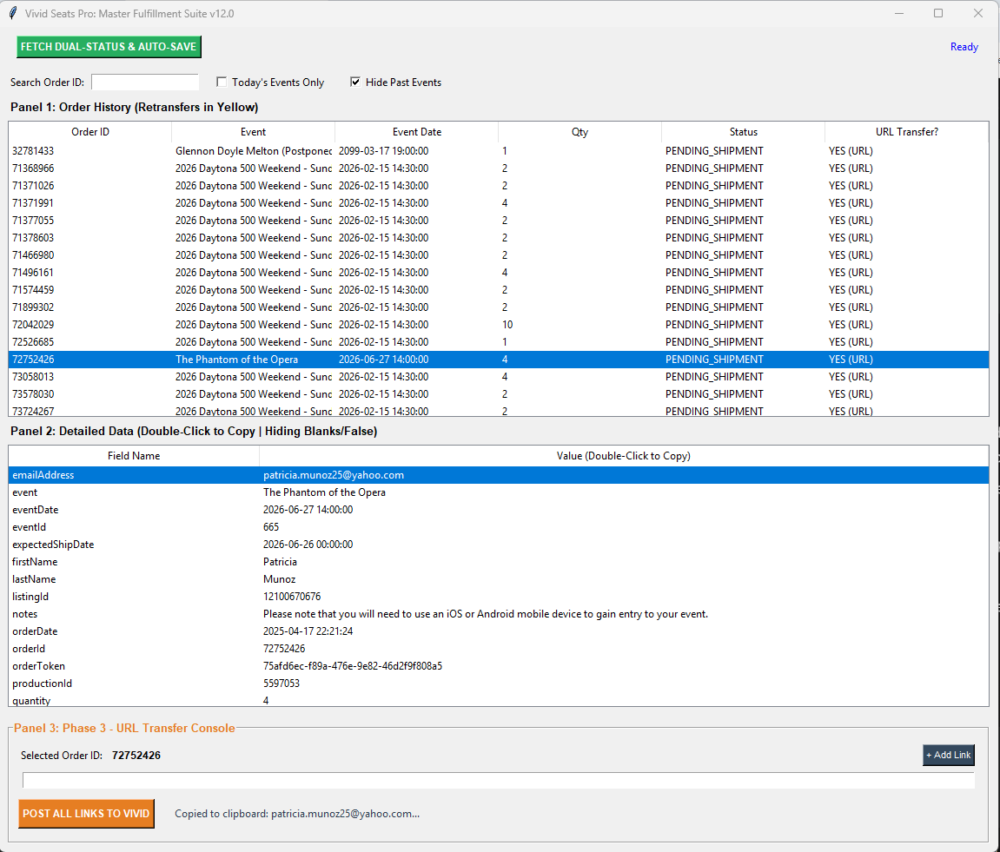 Vivid Seats Pro: Master Fulfillment Suite v12.0
FETCH DUAL-STATUS & AUTO-SAVE
Ready
Search Order ID:
Today's Events Only
Hide Past Events
Panel 1: Order History (Retransfers in Yellow)
Order ID Event Event Date Qty Status URL Transfer?
32781433 Glennon Doyle Melton (Postponec 2099-03-17 19:00:00 1 PENDING_SHIPMENT YES (URL)
71368966 2026 Daytona 500 Weekend - Sunc 2026-02-15 14:30:00 2 PENDING_SHIPMENT YES (URL)
71371026 2026 Daytona 500 Weekend - Sunc 2026-02-15 14:30:00 2 PENDING_SHIPMENT YES (URL)
71371991 2026 Daytona 500 Weekend - Sunc 2026-02-15 14:30:00 4 PENDING_SHIPMENT YES (URL)
71377055 2026 Daytona 500 Weekend - Sunc 2026-02-15 14:30:00 2 PENDING_SHIPMENT YES (URL)
71378603 2026 Daytona 500 Weekend - Sunc 2026-02-15 14:30:00 2 PENDING_SHIPMENT YES (URL)
71466980 2026 Daytona 500 Weekend - Sunc 2026-02-15 14:30:00 2 PENDING_SHIPMENT YES (URL)
71496161 2026 Daytona 500 Weekend - Sunc 2026-02-15 14:30:00 4 PENDING_SHIPMENT YES (URL)
71574459 2026 Daytona 500 Weekend - Sunc 2026-02-15 14:30:00 2 PENDING_SHIPMENT YES (URL)
71899302 2026 Daytona 500 Weekend - Sunc 2026-02-15 14:30:00 2 PENDING_SHIPMENT YES (URL)
72042029 2026 Daytona 500 Weekend - Sunc 2026-02-15 14:30:00 10 PENDING_SHIPMENT YES (URL)
72526685 2026 Daytona 500 Weekend - Sunc 2026-02-15 14:30:00 1 PENDING_SHIPMENT YES (URL)
72752426 The Phantom of the Opera 2026-06-27 14:00:00 4 PENDING_SHIPMENT YES (URL)
73058013 2026 Daytona 500 Weekend - Sunc 2026-02-15 14:30:00 4 PENDING_SHIPMENT YES (URL)
73578030 2026 Daytona 500 Weekend - Sunc 2026-02-15 14:30:00 2 PENDING_SHIPMENT YES (URL)
73724267 2026 Daytona 500 Weekend - Sunc 2026-02-15 14:30:00 2 PENDING_SHIPMENT YES (URL)
Panel 2: Detailed Data (Double-Click to Copy | Hiding Blanks/False)
Field Name Value (Double-Click to Copy)
emailAddress patricia.munoz25@yahoo.com
event The Phantom of the Opera
eventDate 2026-06-27 14:00:00
eventId 665
expectedShipDate 2026-06-26 00:00:00
firstName Patricia
lastName Munoz
listingId 12100670676
notes Please note that you will need to use an iOS or Android mobile device to gain entry to your event.
orderDate 2025-04-17 22:21:24
orderId 72752426
orderToken 75afd6ec-f89a-476e-9e82-46d2f9f808a5
productionId 5597053
quantity 4
Panel 3: Phase 3 - URL Transfer Console
Selected Order ID: 72752426
+ Add Link
POST ALL LINKS TO VIVID
Copied to clipboard: patricia.munoz25@yahoo.com...